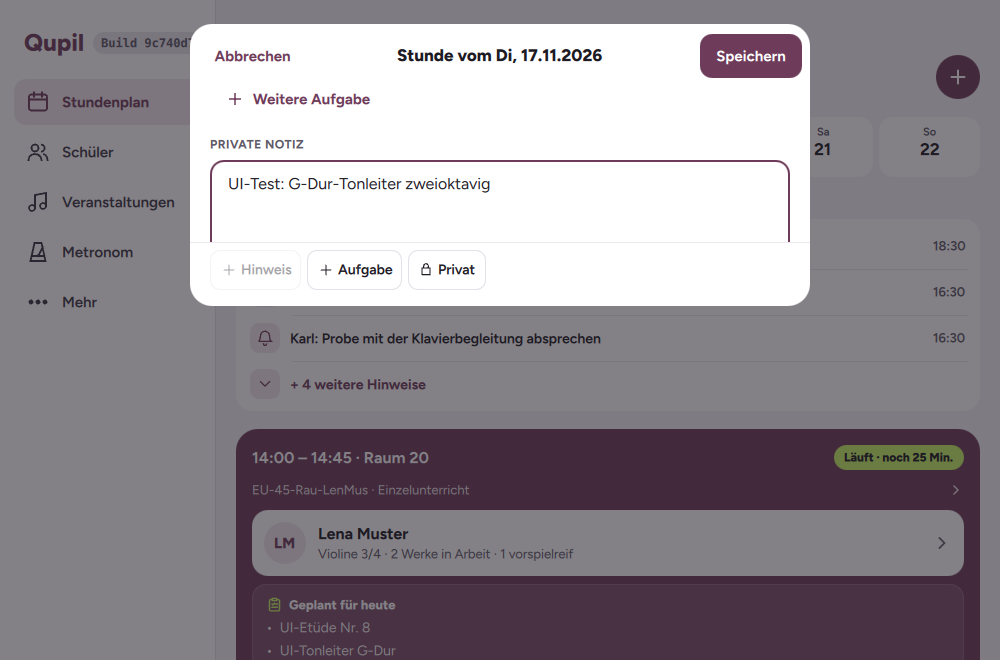 Qupil
Build 9c740d
Stundenplan
Schüler
Veranstaltungen
Metronom
Mehr
Abbrechen
Stunde vom Di, 17.11.2026
Speichern
+ Weitere Aufgabe
PRIVATE NOTIZ
UI-Test: G-Dur-Tonleiter zweioktavig
+ Hinweis
+ Aufgabe
Privat
Sa
21
So
22
18:30
16:30
Karl: Probe mit der Klavierbegleitung absprechen
16:30
+ 4 weitere Hinweise
14:00 – 14:45 · Raum 20
Läuft · noch 25 Min.
EU-45-Rau-LenMus · Einzelunterricht
LM
Lena Muster
Violine 3/4 · 2 Werke in Arbeit · 1 vorspielreif
Geplant für heute
• UI-Etüde Nr. 8
• UI-Tonleiter G-Dur